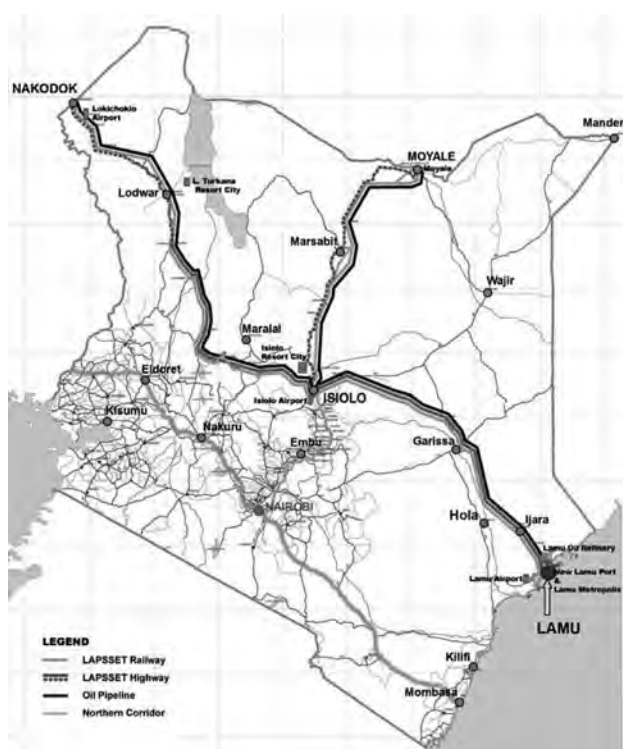 NAKODOK
Lokichokio
Airport
MOYALE
Moyale
Mander
Lodwar
L. Turkana
Resort City
Marsabit
Wajir
Maralal
Isiolo
Resort City
Eldoret
Isiolo Airport
ISIOLO
Kisumu
Nakuru
Embu
Garissa
NAIROBI
Hola
Ijara
Lamu Oil Refinery
New Lamu Port
Lamu Airport
Lamu Metropolis
LAMU
LEGEND
LAPSSET Railway
LAPSSET Highway
Oil Pipeline
Northern Corridor
Kilifi
Mombasa